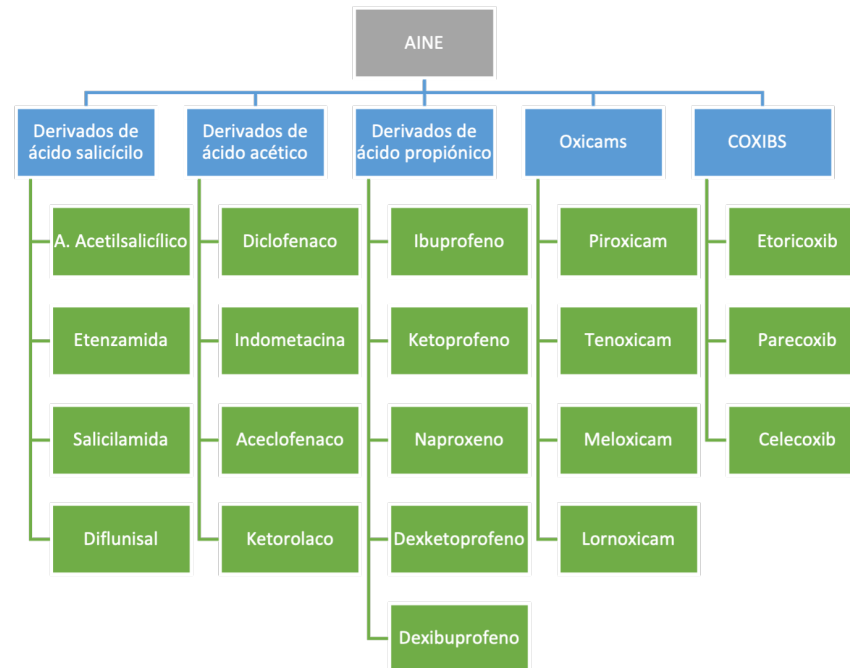 AINE
Derivados de
ácido salicícilo
Derivados de
ácido acético
Derivados de
ácido propiónico
Oxicams
COXIBS
A. Acetilsalicílico
Diclofenaco
Ibuprofeno
Piroxicam
Etoricoxib
Etenzamida
Indometacina
Ketoprofeno
Tenoxicam
Parecoxib
Salicilamida
Aceclofenaco
Naproxeno
Meloxicam
Celecoxib
Diflunisal
Ketorolaco
Dexketoprofeno
Lornoxicam
Dexibuprofeno